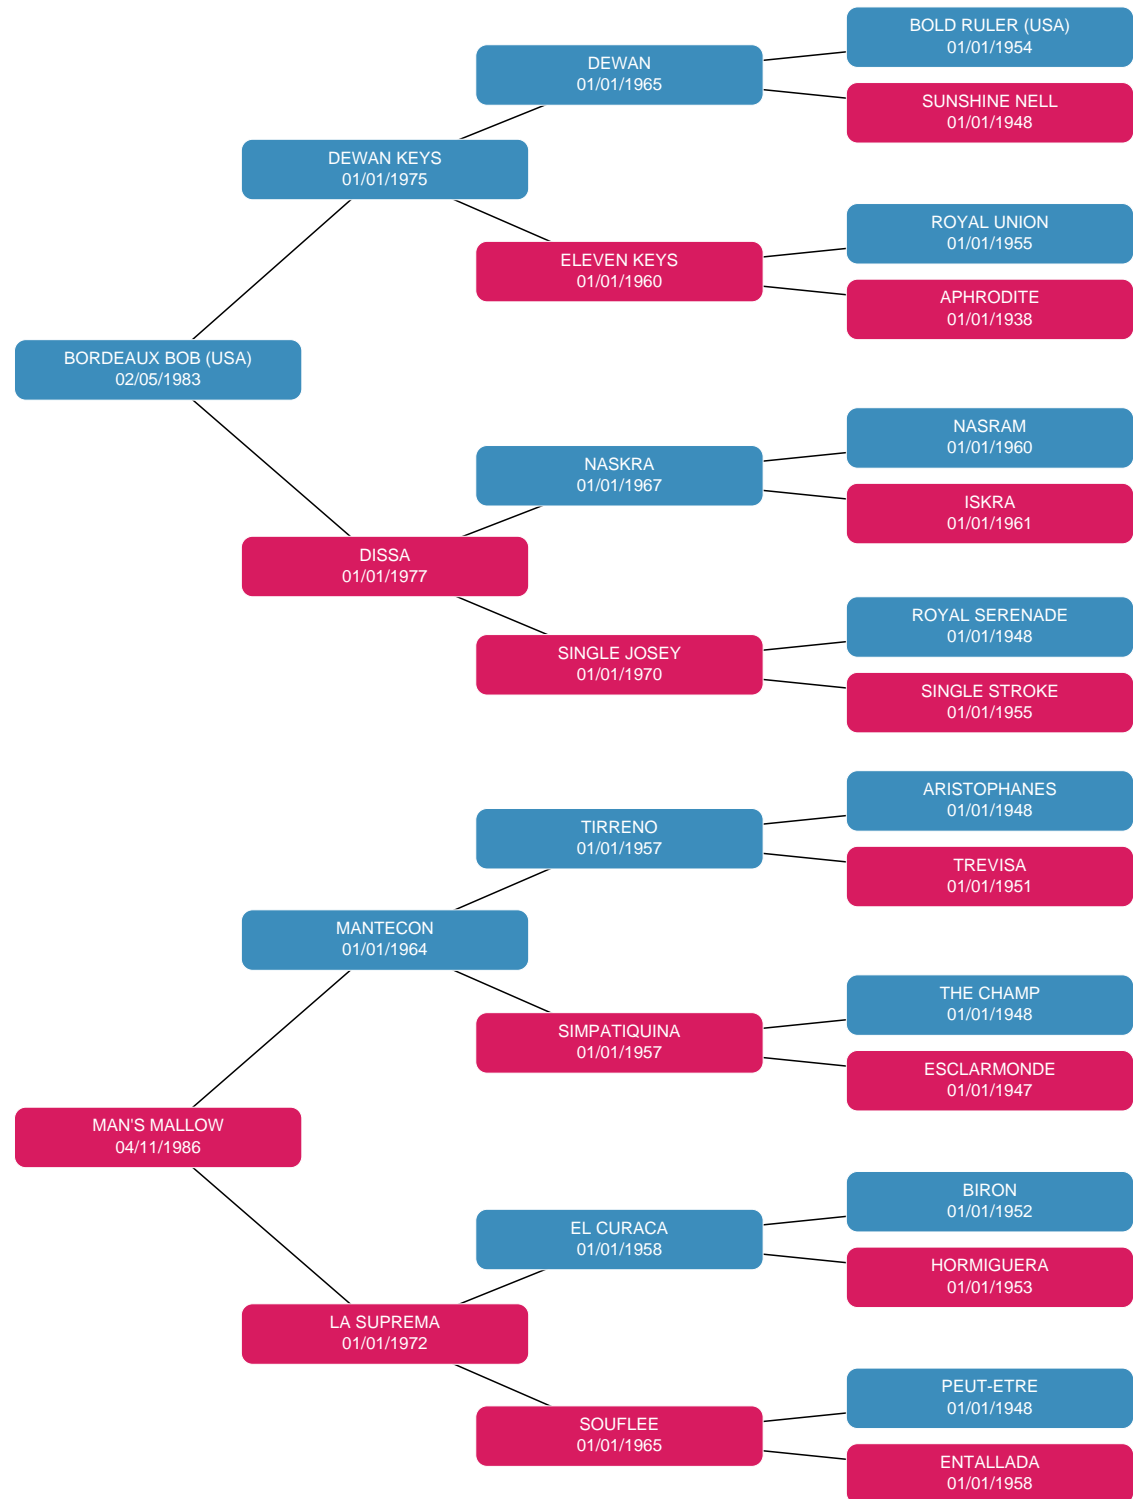 BOLD RULER (USA)
01/01/1954
DEWAN
01/01/1965
SUNSHINE NELL
01/01/1948
DEWAN KEYS
01/01/1975
ROYAL UNION
01/01/1955
ELEVEN KEYS
01/01/1960
APHRODITE
01/01/1938
BORDEAUX BOB (USA)
02/05/1983
NASRAM
01/01/1960
NASKRA
01/01/1967
ISKRA
01/01/1961
DISSA
01/01/1977
ROYAL SERENADE
01/01/1948
SINGLE JOSEY
01/01/1970
SINGLE STROKE
01/01/1955
ARISTOPHANES
01/01/1948
TIRRENO
01/01/1957
TREVISA
01/01/1951
MANTECON
01/01/1964
THE CHAMP
01/01/1948
SIMPATIQUINA
01/01/1957
ESCLARMONDE
01/01/1947
MAN'S MALLOW
04/11/1986
BIRON
01/01/1952
EL CURACA
01/01/1958
HORMIGUERA
01/01/1953
LA SUPREMA
01/01/1972
PEUT-ETRE
01/01/1948
SOUFLEE
01/01/1965
ENTALLADA
01/01/1958